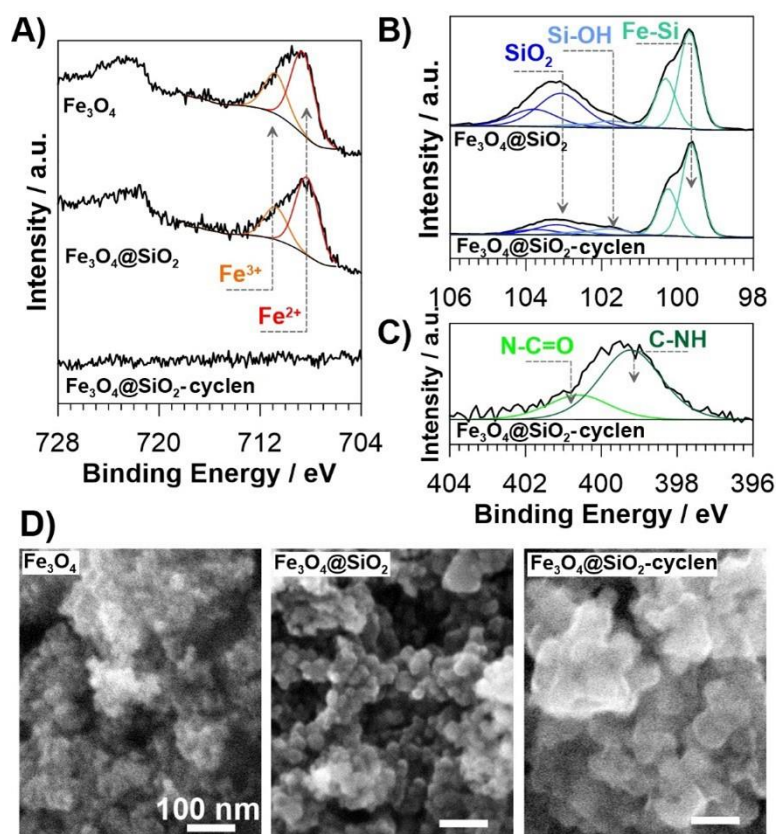 A)
Fe₃O₄
Fe₃O₄@SiO₂
Fe³⁺
Fe²⁺
Fe₃O₄@SiO₂-cyclen
Intensity / a.u.
728 720 712 704
Binding Energy / eV
B)
Si-OH Fe-Si
SiO₂
Fe₃O₄@SiO₂
Fe₃O₄@SiO₂-cyclen
Intensity / a.u.
106 104 102 100 98
C)
N-C=O C-NH
Fe₃O₄@SiO₂-cyclen
Intensity / a.u.
404 402 400 398 396
Binding Energy / eV
D)
Fe₃O₄ Fe₃O₄@SiO₂ Fe₃O₄@SiO₂-cyclen
100 nm